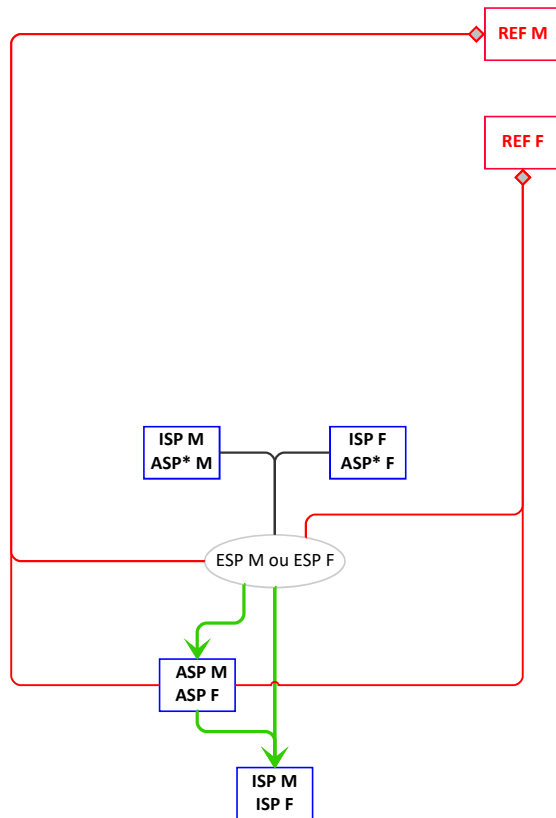 REF M
REF F
ISP M
ASP* M
ISP F
ASP* F
ESP M ou ESP F
ASP M
ASP F
ISP M
ISP F